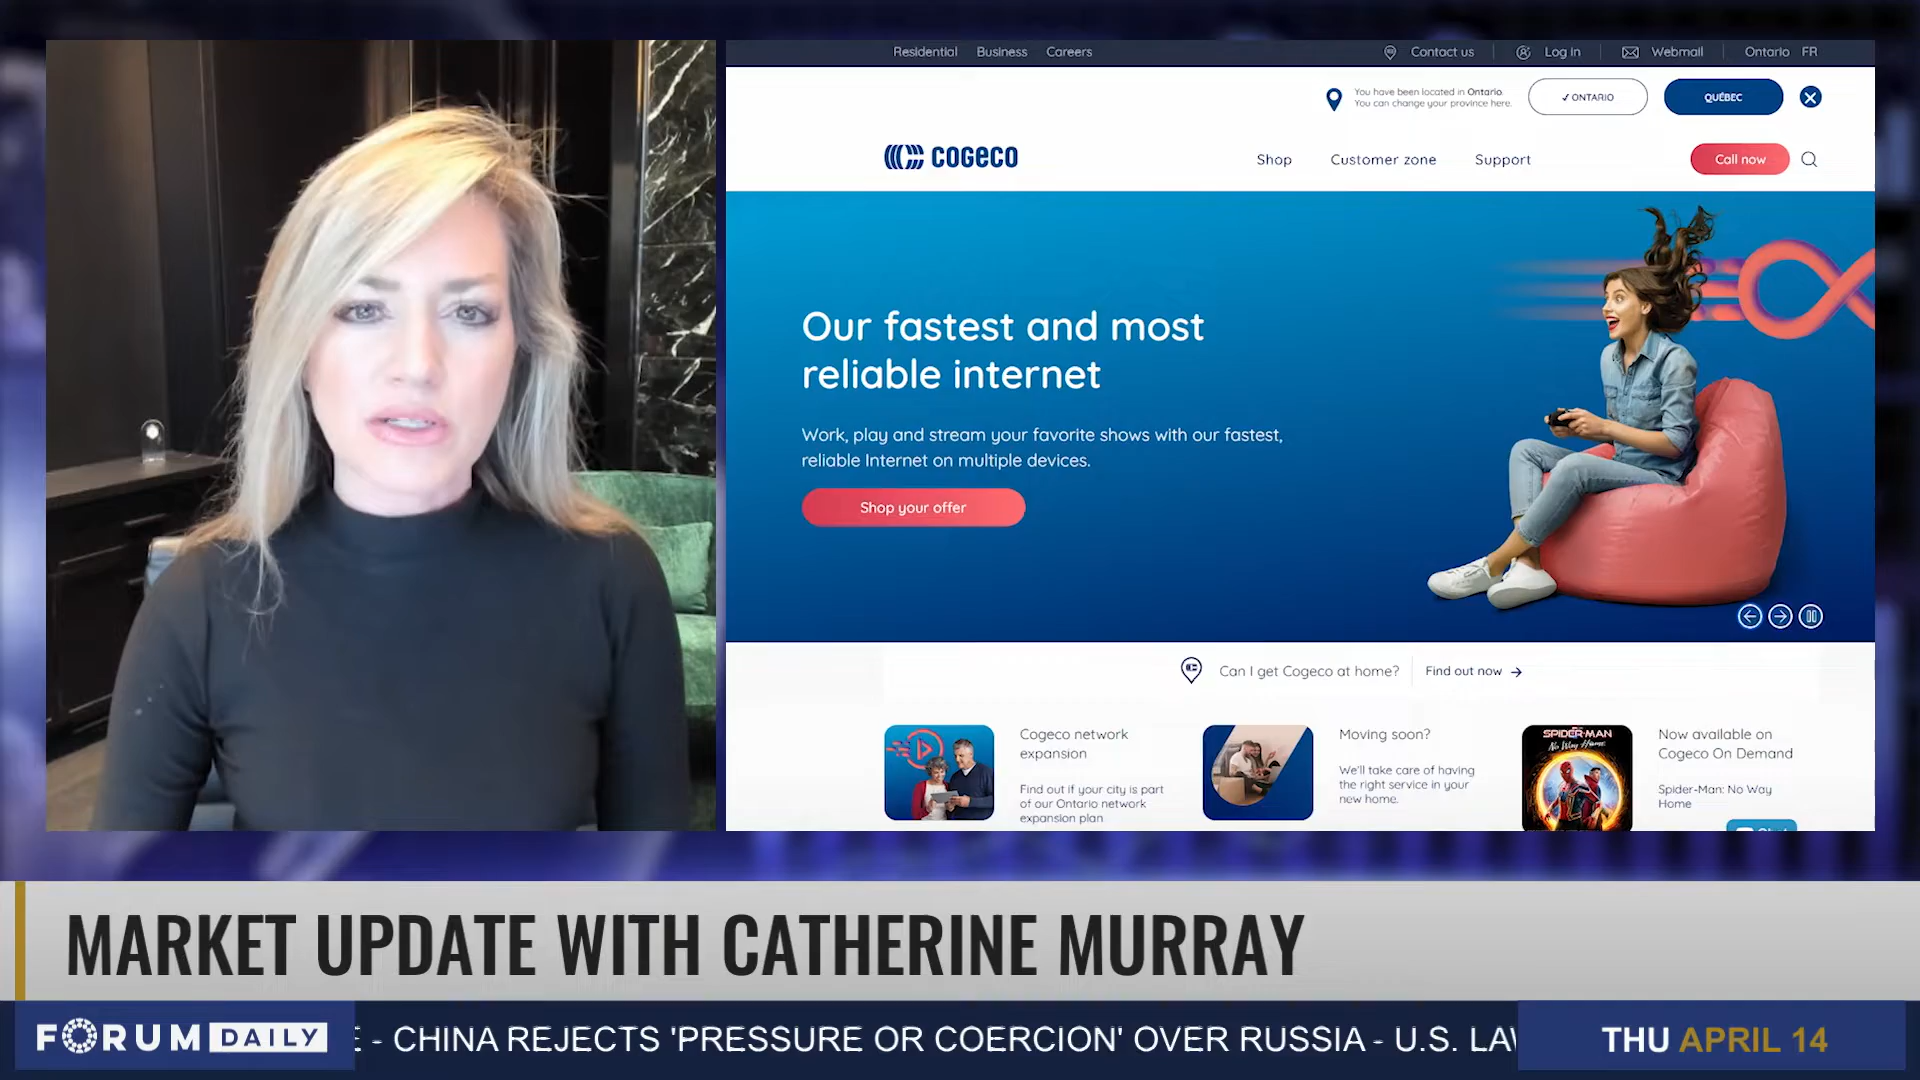 Residential Business Careers
Contact us Log in Webmail Ontario FR
You have been located in Ontario.
You can change your province here.
✓ ONTARIO
QUÉBEC
COGECO
Shop Customer zone Support
Call now
Our fastest and most
reliable internet
Work, play and stream your favorite shows with our fastest,
reliable Internet on multiple devices.
Shop your offer
Can I get Cogeco at home? Find out now →
Cogeco network
expansion
Find out if your city is part
of our Ontario network
expansion plan
Moving soon?
We'll take care of having
the right service in your
new home.
SPIDER-MAN
No Way Home
Now available on
Cogeco On Demand
Spider-Man: No Way
Home
MARKET UPDATE WITH CATHERINE MURRAY
FORUM DAILY
- CHINA REJECTS 'PRESSURE OR COERCION' OVER RUSSIA - U.S.
THU APRIL 14